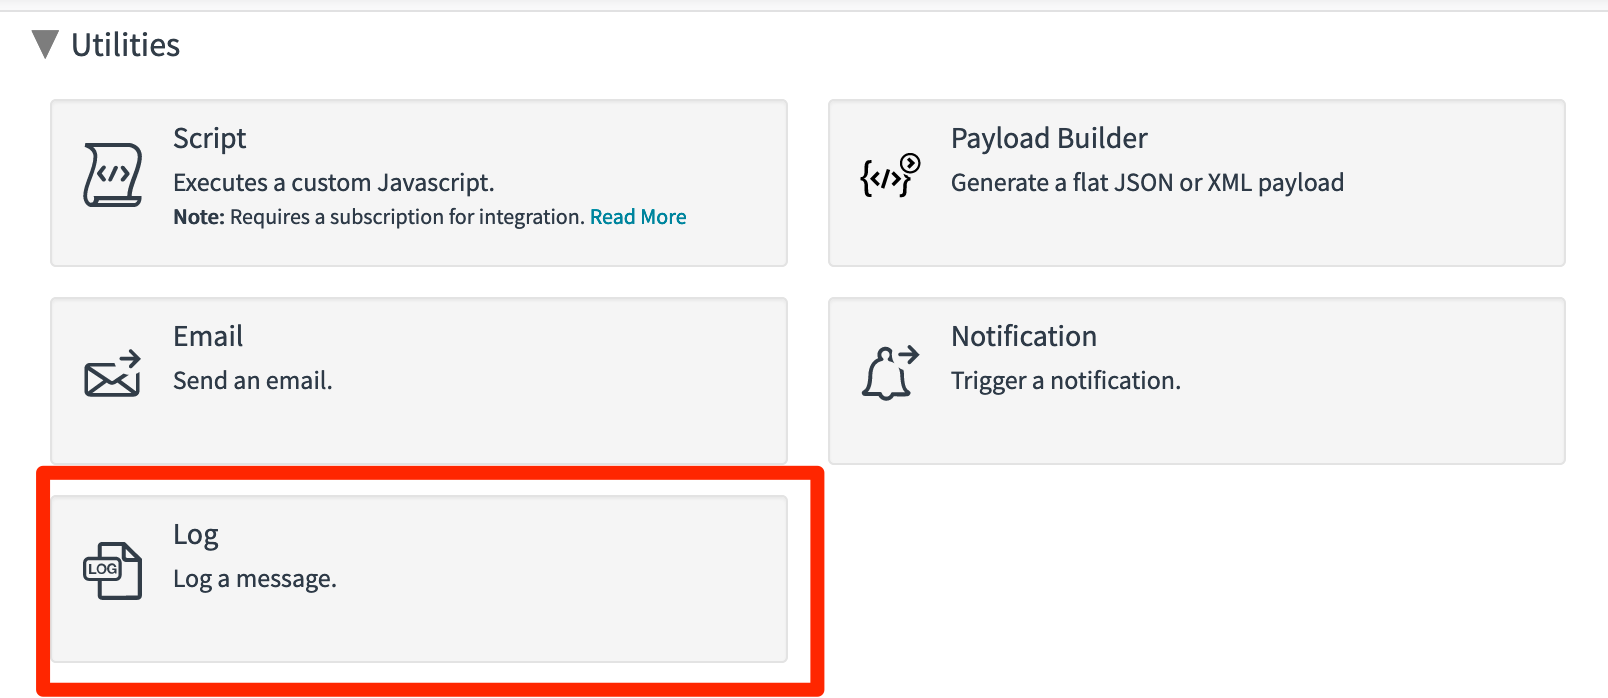 Utilities
Script
Executes a custom Javascript.
Note: Requires a subscription for integration. Read More
Payload Builder
Generate a flat JSON or XML payload
Email
Send an email.
Notification
Trigger a notification.
LOG
Log
Log a message.